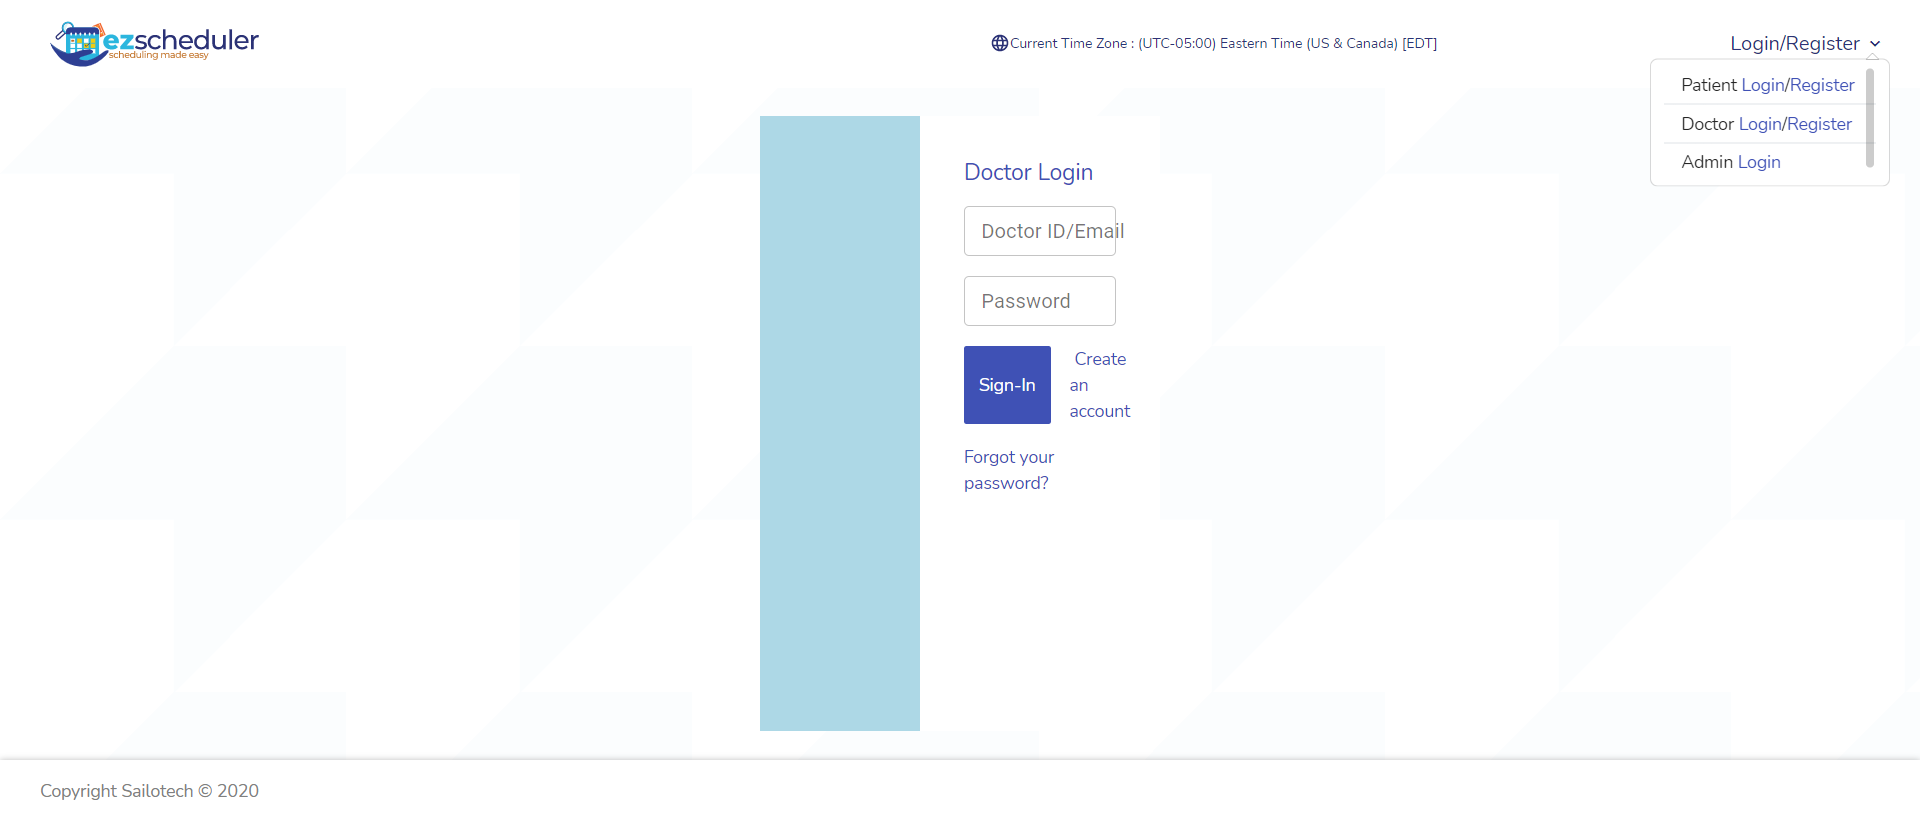 ezscheduler
scheduling made easy
Current Time Zone : (UTC-05:00) Eastern Time (US & Canada) [EDT]
Login/Register
Patient Login/Register
Doctor Login/Register
Admin Login
Doctor Login
Doctor ID/Email
Password
Sign-In
Create
an
account
Forgot your
password?
Copyright Sailotech © 2020